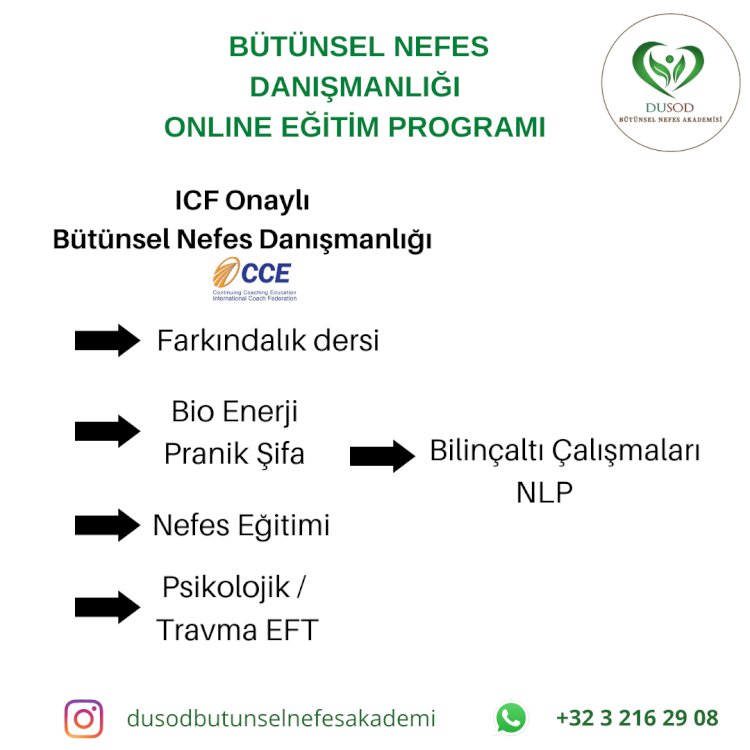 BÜTÜNSEL NEFES
DANIŞMANLIĞI
ONLINE EĞİTİM PROGRAMI
DUSOD
BÜTÜNSEL NEFES AKADEMİSİ
ICF Onaylı
Bütünsel Nefes Danışmanlığı
CCE
Continuing Coaching Education
International Coach Federation
Farkındalık dersi
Bio Enerji
Pranik Şifa
Bilinçaltı Çalışmaları
NLP
Nefes Eğitimi
Psikolojik /
Travma EFT
dusodbutunselnefesakademi
+32 3 216 29 08